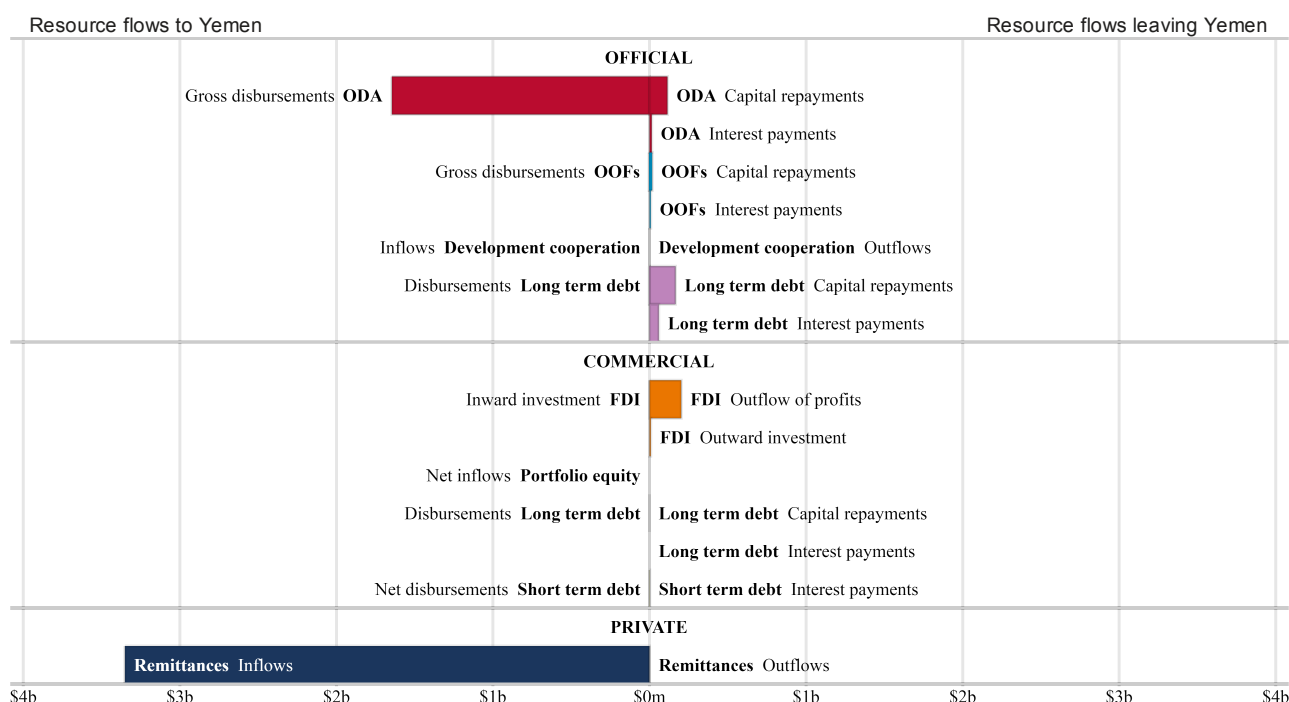 Resource flows to Yemen Resource flows leaving Yemen
OFFICIAL
Gross disbursements ODA ODA Capital repayments
ODA Interest payments
Gross disbursements OOFs OOFs Capital repayments
OOFs Interest payments
Inflows Development cooperation Development cooperation Outflows
Disbursements Long term debt Long term debt Capital repayments
Long term debt Interest payments
COMMERCIAL
Inward investment FDI FDI Outflow of profits
FDI Outward investment
Net inflows Portfolio equity
Disbursements Long term debt Long term debt Capital repayments
Long term debt Interest payments
Net disbursements Short term debt Short term debt Interest payments
PRIVATE
Remittances Inflows Remittances Outflows
$4b $3b $2b $1b $0m $1b $2b $3b $4b